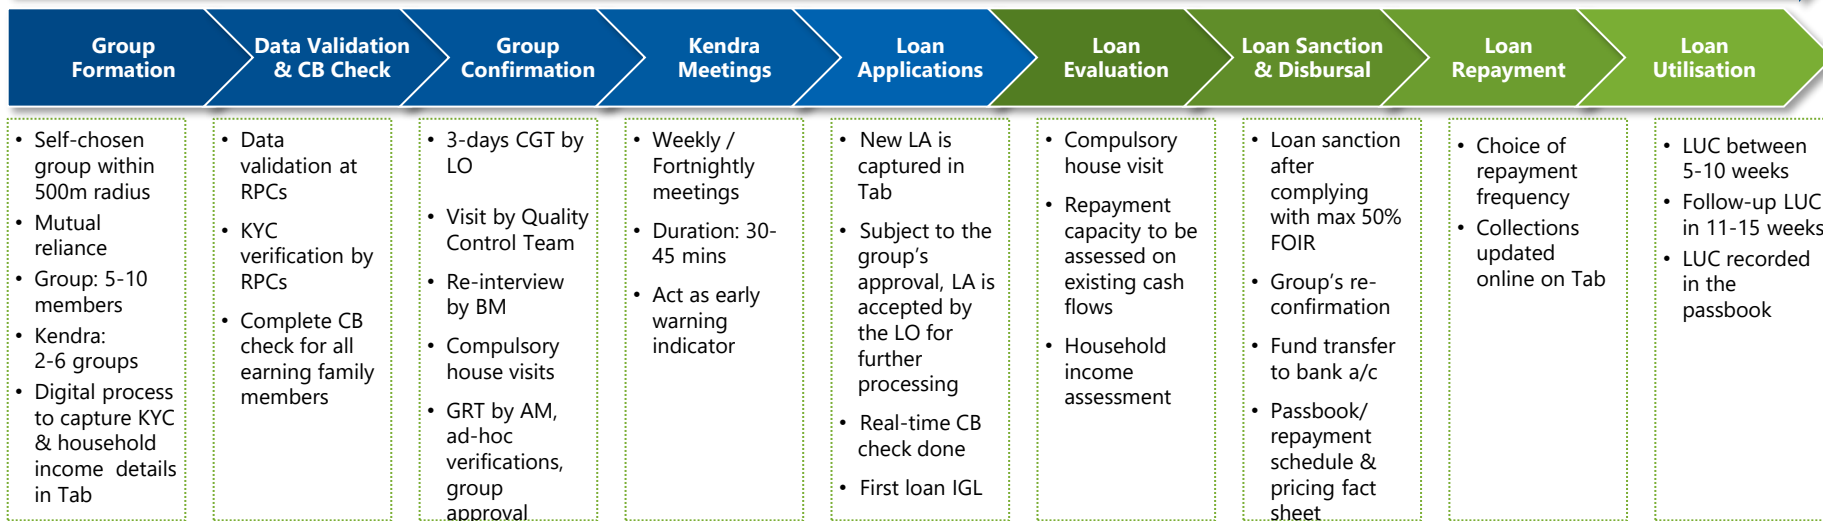 Group
Formation
Data Validation
& CB Check
Group
Confirmation
Kendra
Meetings
Loan
Applications
Loan
Evaluation
Loan Sanction
& Disbursal
Loan
Repayment
Loan
Utilisation
• Self-chosen
group within
500m radius
• Mutual
reliance
• Group: 5-10
members
• Kendra:
2-6 groups
• Digital process
to capture KYC
& household
income details
in Tab
• Data
validation at
RPCs
• KYC
verification by
RPCs
• Complete CB
check for all
earning family
members
• 3-days CGT by
LO
• Visit by Quality
Control Team
• Re-interview
by BM
• Compulsory
house visits
• GRT by AM,
ad-hoc
verifications,
group
approval
• Weekly /
Fortnightly
meetings
• Duration: 30-
45 mins
• Act as early
warning
indicator
• New LA is
captured in
Tab
• Subject to the
group's
approval, LA is
accepted by
the LO for
further
processing
• Real-time CB
check done
• First loan IGL
• Compulsory
house visit
• Repayment
capacity to be
assessed on
existing cash
flows
• Household
income
assessment
• Loan sanction
after
complying
with max 50%
FOIR
• Group's re-
confirmation
• Fund transfer
to bank a/c
• Passbook/
repayment
schedule &
pricing fact
sheet
• Choice of
repayment
frequency
• Collections
updated
online on Tab
• LUC between
5-10 weeks
• Follow-up LUC
in 11-15 weeks
• LUC recorded
in the
passbook